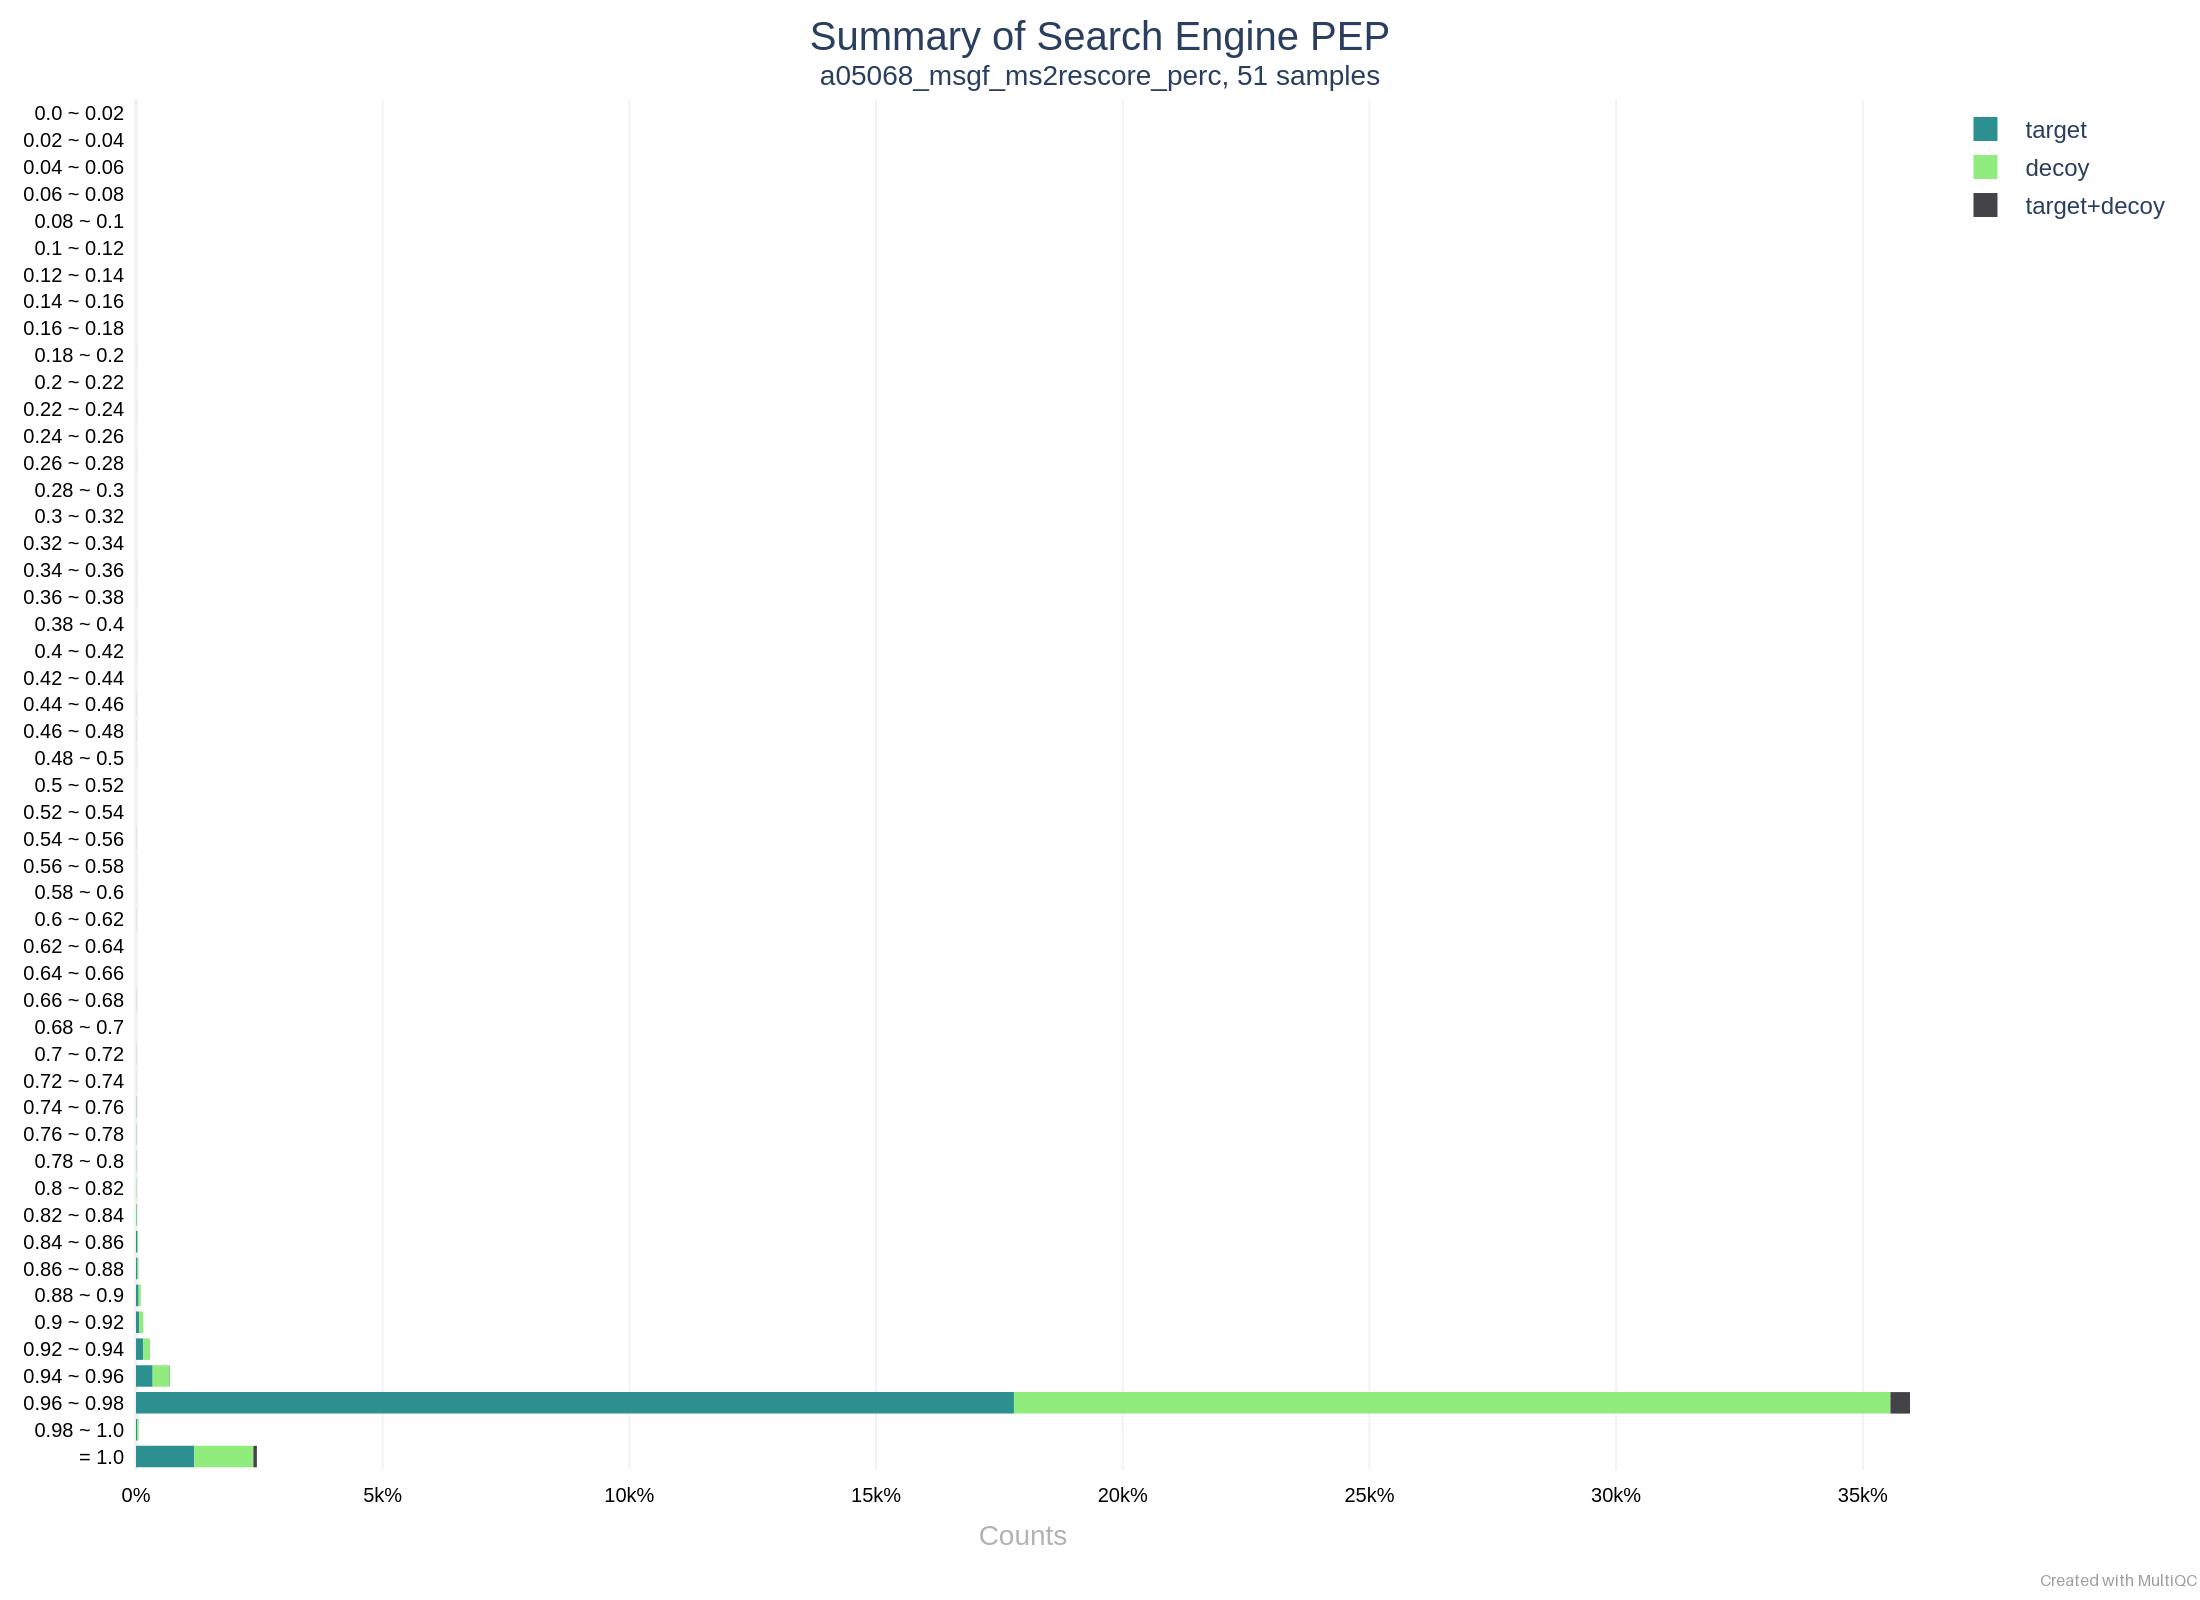 Summary of Search Engine PEP
a05068_msgf_ms2rescore_perc, 51 samples
0.0 ~ 0.02
0.02 ~ 0.04
0.04 ~ 0.06
0.06 ~ 0.08
0.08 ~ 0.1
0.1 ~ 0.12
0.12 ~ 0.14
0.14 ~ 0.16
0.16 ~ 0.18
0.18 ~ 0.2
0.2 ~ 0.22
0.22 ~ 0.24
0.24 ~ 0.26
0.26 ~ 0.28
0.28 ~ 0.3
0.3 ~ 0.32
0.32 ~ 0.34
0.34 ~ 0.36
0.36 ~ 0.38
0.38 ~ 0.4
0.4 ~ 0.42
0.42 ~ 0.44
0.44 ~ 0.46
0.46 ~ 0.48
0.48 ~ 0.5
0.5 ~ 0.52
0.52 ~ 0.54
0.54 ~ 0.56
0.56 ~ 0.58
0.58 ~ 0.6
0.6 ~ 0.62
0.62 ~ 0.64
0.64 ~ 0.66
0.66 ~ 0.68
0.68 ~ 0.7
0.7 ~ 0.72
0.72 ~ 0.74
0.74 ~ 0.76
0.76 ~ 0.78
0.78 ~ 0.8
0.8 ~ 0.82
0.82 ~ 0.84
0.84 ~ 0.86
0.86 ~ 0.88
0.88 ~ 0.9
0.9 ~ 0.92
0.92 ~ 0.94
0.94 ~ 0.96
0.96 ~ 0.98
0.98 ~ 1.0
= 1.0
0% 5k% 10k% 15k% 20k% 25k% 30k% 35k%
Counts
target
decoy
target+decoy
Created with MultiQC